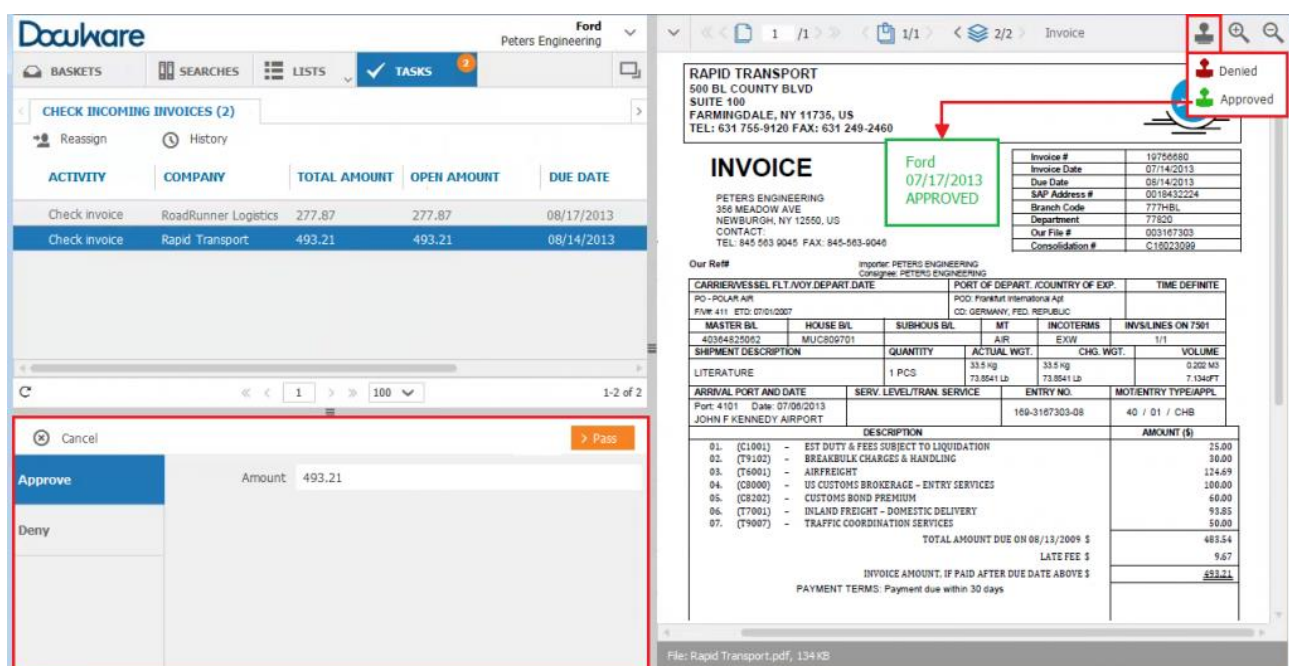 DocuWare
Ford
Peters Engineering
BASKETS SEARCHES LISTS TASKS 2
CHECK INCOMING INVOICES (2)
Reassign History
ACTIVITY COMPANY TOTAL AMOUNT OPEN AMOUNT DUE DATE
Check invoice RoadRunner Logistics 277.87 277.87 08/17/2013
Check invoice Rapid Transport 493.21 493.21 08/14/2013
1 100 1-2 of 2
Cancel > Pass
Approve Amount 493.21
Deny
1 /1 1/1 2/2 Invoice
Denied
Approved
RAPID TRANSPORT
500 BL COUNTY BLVD
SUITE 100
FARMINGDALE, NY 11735, US
TEL: 631 755-9120 FAX: 631 249-2460
INVOICE
Ford
07/17/2013
APPROVED
Invoice # 19756680
Invoice Date 07/14/2013
Due Date 08/14/2013
SAP Address # 0018432224
Branch Code 777HBL
Department 77820
Our File # 003167303
Consolidation # C16023099
PETERS ENGINEERING
356 MEADOW AVE
NEWBURGH, NY 12550, US
CONTACT:
TEL: 845 563 9045 FAX: 845-563-9046
Our Ref# Importer: PETERS ENGINEERING
Consignee: PETERS ENGINEERING
CARRIER/VESSEL FLT./VOY.DEPART.DATE PORT OF DEPART. /COUNTRY OF EXP. TIME DEFINITE
PO - POLAR AIR POD: Frankfurt International Apt
F/V#: 411 ETD: 07/01/2007 CD: GERMANY, FED. REPUBLIC
MASTER B/L HOUSE B/L SUBHOUS B/L MT INCOTERMS INVS/LINES ON 7501
40364825062 MUC809701 AIR EXW 1/1
SHIPMENT DESCRIPTION QUANTITY ACTUAL WGT. CHG. WGT. VOLUME
LITERATURE 1 PCS 33.5 Kg 33.5 Kg 0.202 M3
73.8541 Lb 73.8541 Lb 7.134cFT
ARRIVAL PORT AND DATE SERV. LEVEL/TRAN. SERVICE ENTRY NO. MOT/ENTRY TYPE/APPL
Port: 4101 Date: 07/06/2013 169-3167303-08 40 / 01 / CHB
JOHN F KENNEDY AIRPORT
DESCRIPTION AMOUNT ($)
01. (C1001) - EST DUTY & FEES SUBJECT TO LIQUIDATION 25.00
02. (T9102) - BREAKBULK CHARGES & HANDLING 30.00
03. (T6001) - AIRFREIGHT 124.69
04. (C8000) - US CUSTOMS BROKERAGE - ENTRY SERVICES 100.00
05. (C8202) - CUSTOMS BOND PREMIUM 60.00
06. (T7001) - INLAND FREIGHT - DOMESTIC DELIVERY 93.85
07. (T9007) - TRAFFIC COORDINATION SERVICES 50.00
TOTAL AMOUNT DUE ON 08/13/2009 $ 483.54
LATE FEE $ 9.67
INVOICE AMOUNT, IF PAID AFTER DUE DATE ABOVE $ 493.21
PAYMENT TERMS: Payment due within 30 days
File: Rapid Transport.pdf, 134 KB